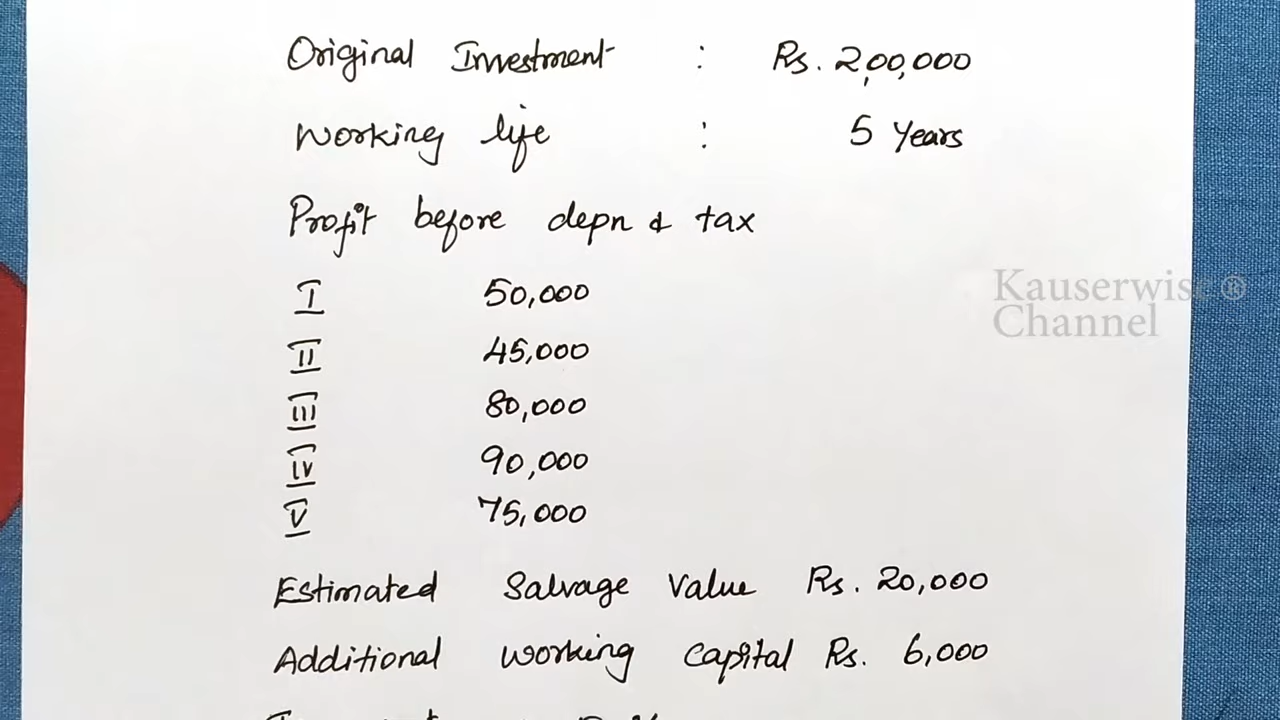 Original Investment : Rs. 2,00,000
Working life : 5 Years
Profit before depn & tax
I 50,000
II 45,000
III 80,000
IV 90,000
V 75,000
Kauserwise ®
Channel
Estimated Salvage Value Rs. 20,000
Additional working capital Rs. 6,000